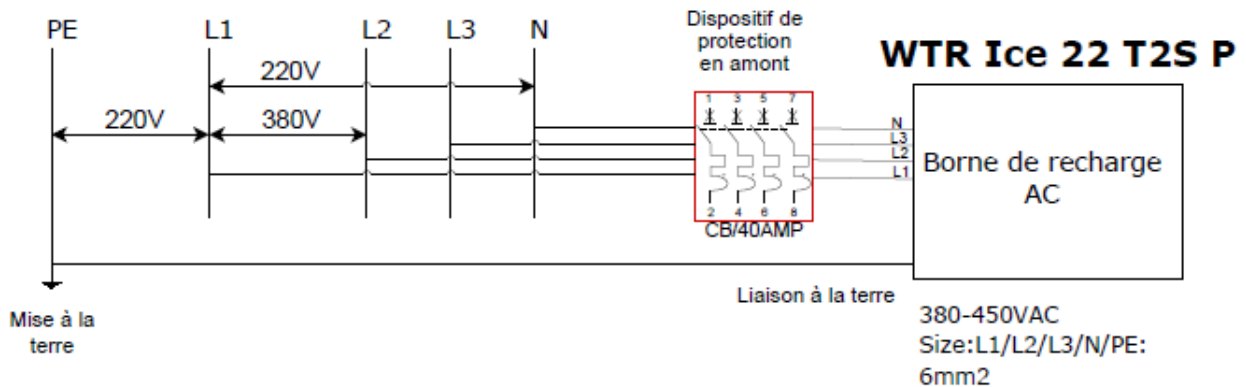 PE L1 L2 L3 N
Dispositif de
protection
en amont
WTR Ice 22 T2S P
220V
220V 380V
1 3 5 7
N
L3
L2
L1
Borne de recharge
AC
2 4 6 8
CB/40AMP
Liaison à la terre
Mise à la
terre
380-450VAC
Size:L1/L2/L3/N/PE:
6mm2